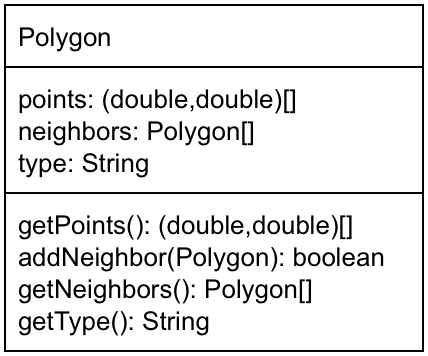 Polygon
points: (double,double)[]
neighbors: Polygon[]
type: String
getPoints(): (double,double)[]
addNeighbor(Polygon): boolean
getNeighbors(): Polygon[]
getType(): String